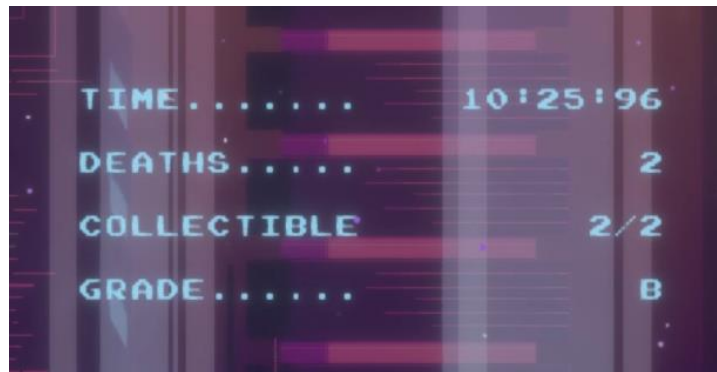 TIME....... 10:25:96
DEATHS..... 2
COLLECTIBLE 2/2
GRADE...... B